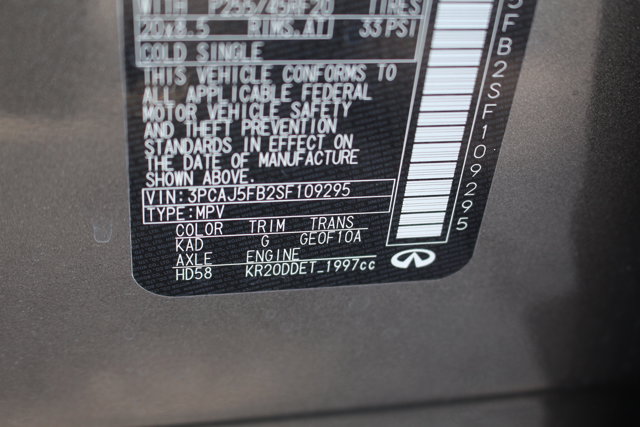 WITH P255/45RF20 TIRES
20x8.5 RIMS.AT 33 PSI
COLD SINGLE
THIS VEHICLE CONFORMS TO
ALL APPLICABLE FEDERAL
MOTOR VEHICLE SAFETY
AND THEFT PREVENTION
STANDARDS IN EFFECT ON
THE DATE OF MANUFACTURE
SHOWN ABOVE.
VIN:3PCAJ5FB2SF109295
TYPE:MPV
COLOR TRIM TRANS
KAD G GE0F10A
AXLE ENGINE
HD58 KR20DDET 1997cc
5FB2SF109295